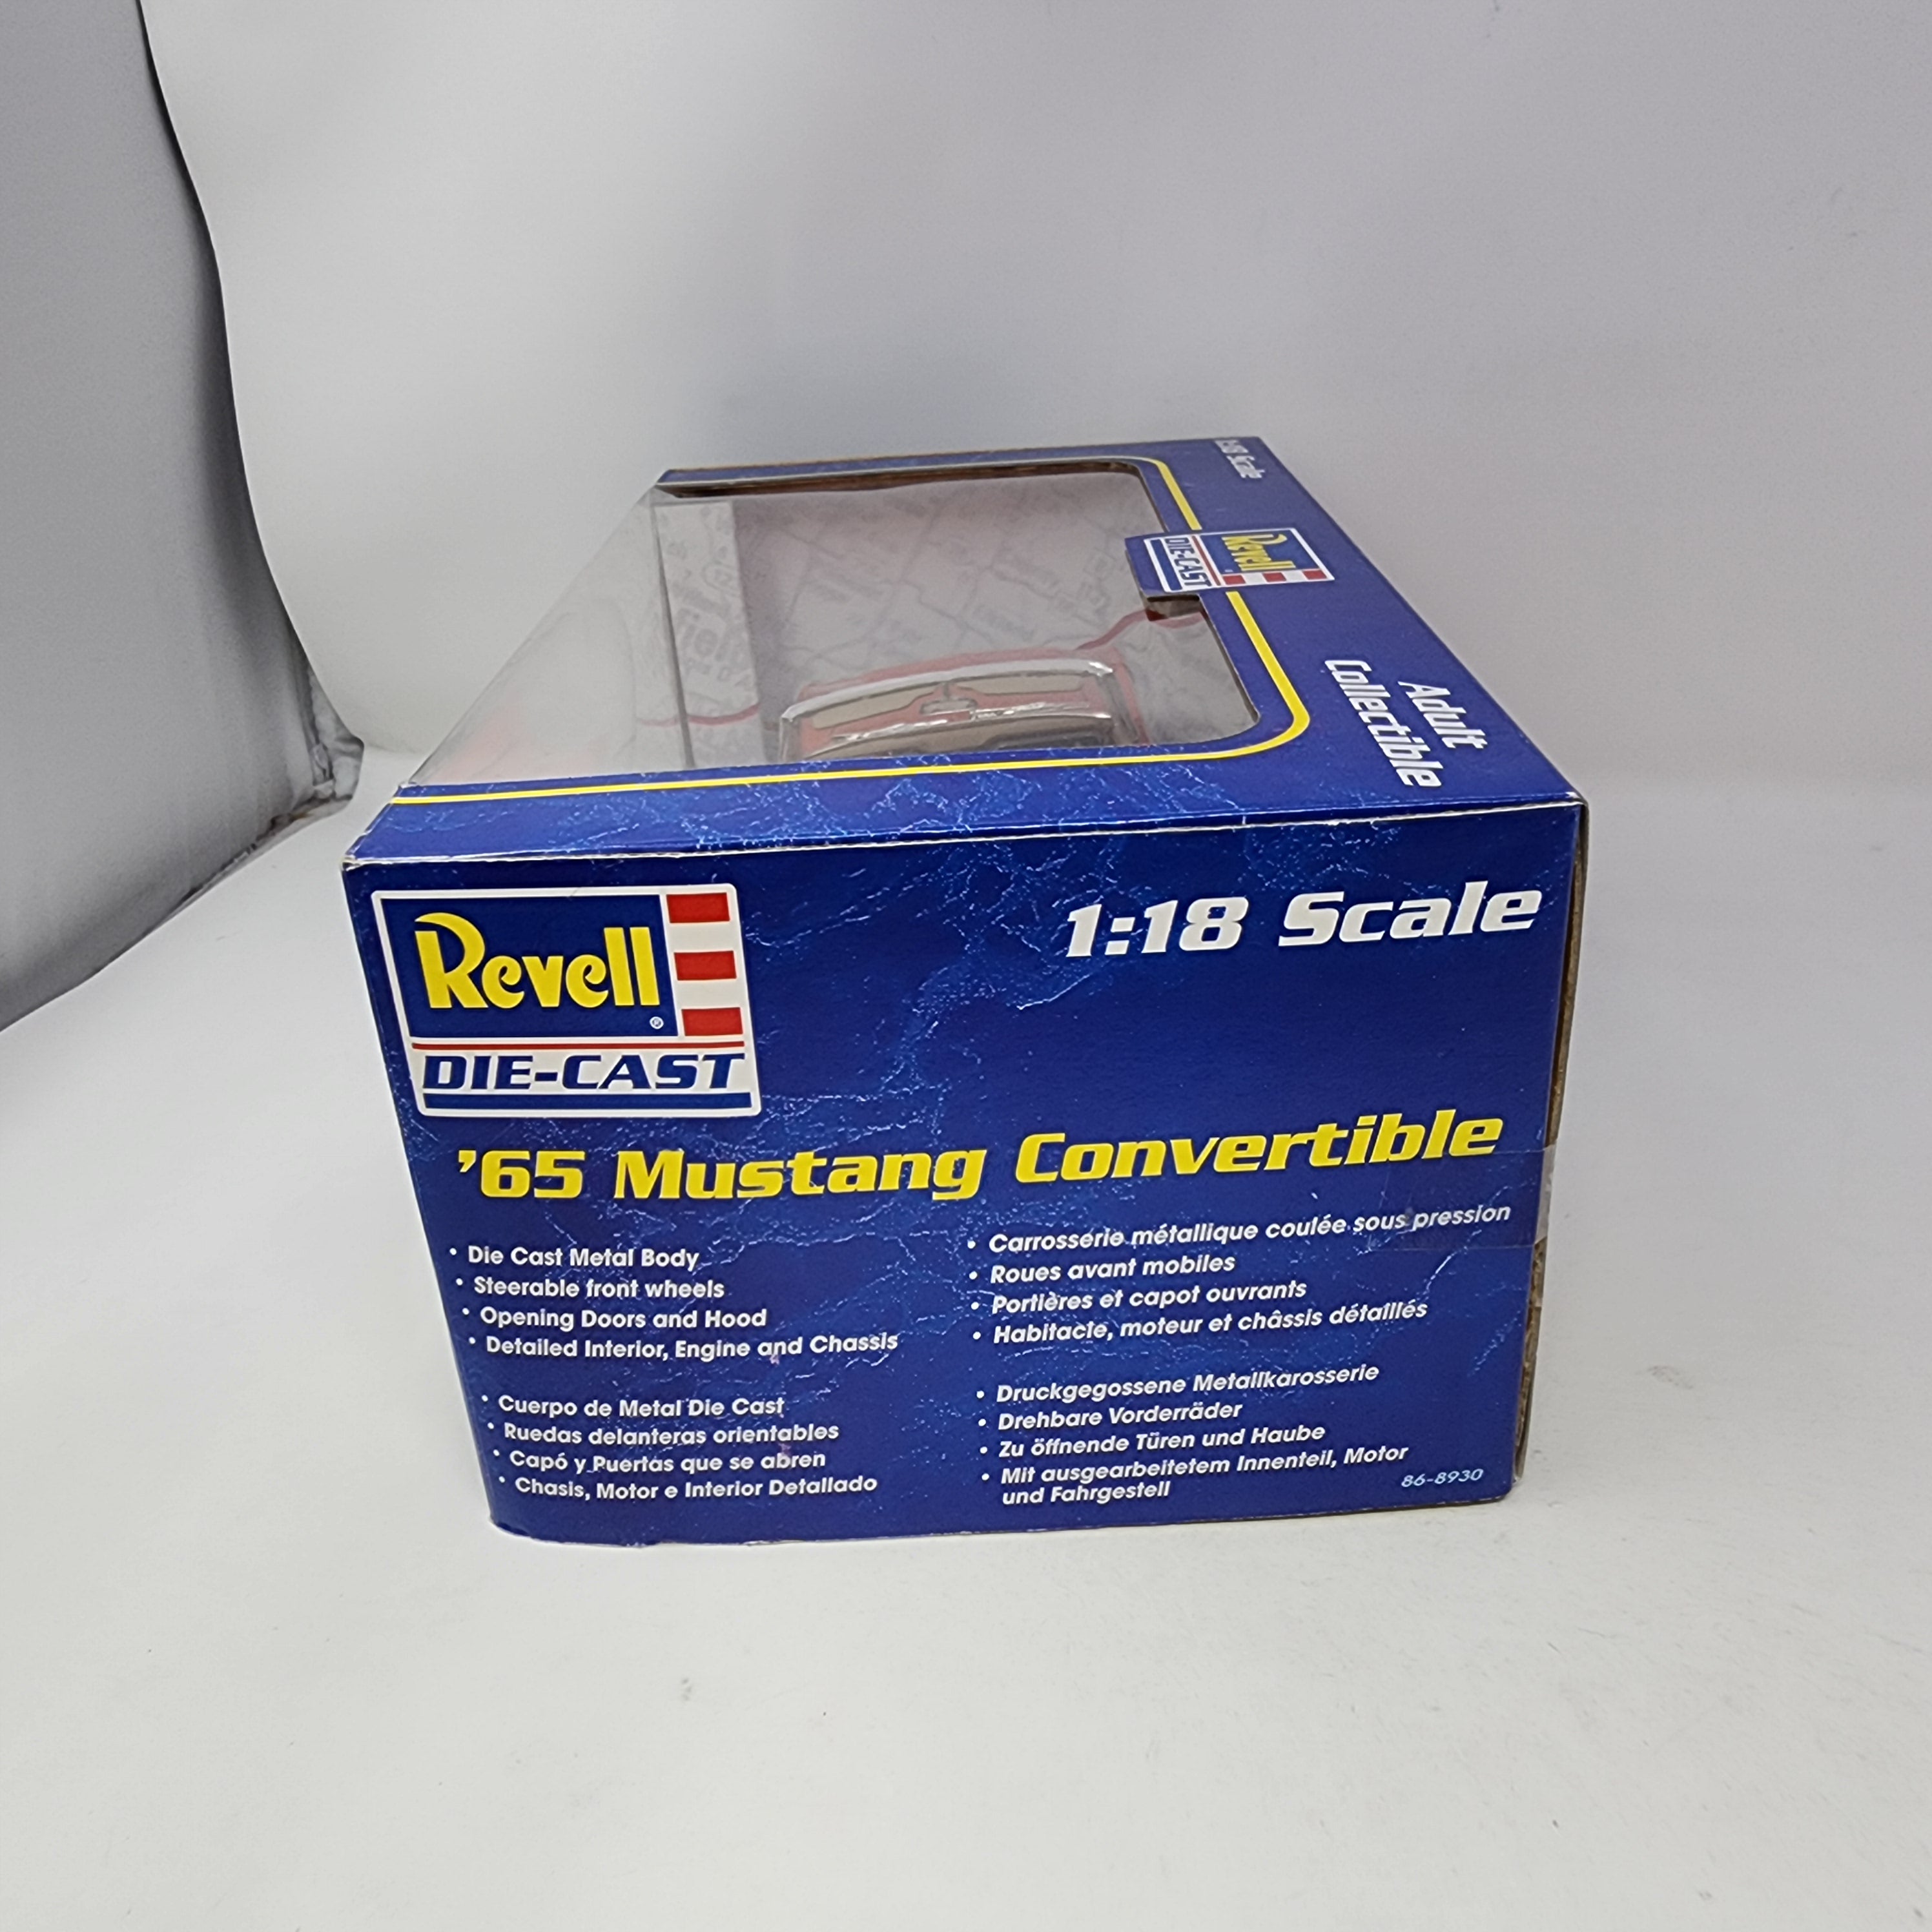 1:18 Scale
Revell
DIE-CAST
Adult
Collectible
Revell®
DIE-CAST
1:18 Scale
'65 Mustang Convertible
• Die Cast Metal Body
• Steerable front wheels
• Opening Doors and Hood
• Detailed Interior, Engine and Chassis
• Cuerpo de Metal Die Cast
• Ruedas delanteras orientables
• Capó y Puertas que se abren
• Chasis, Motor e Interior Detallado
• Carrosserie métallique coulée sous pression
• Roues avant mobiles
• Portières et capot ouvrants
• Habitacle, moteur et châssis détaillés
• Druckgegossene Metallkarosserie
• Drehbare Vorderräder
• Zu öffnende Türen und Haube
• Mit ausgearbeitetem Innenteil, Motor
und Fahrgestell
86-8930